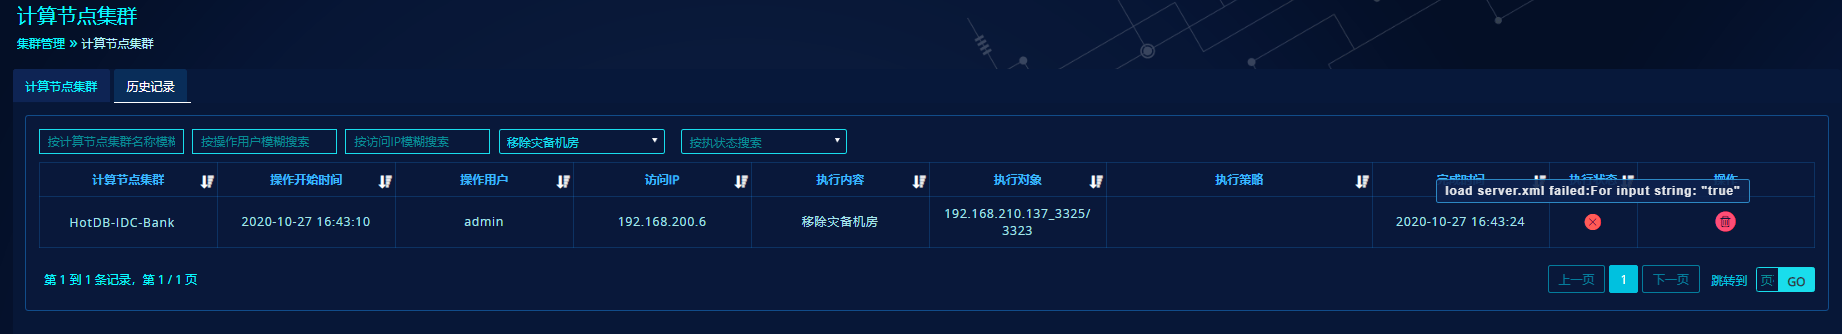 计算节点集群
集群管理 » 计算节点集群
计算节点集群 历史记录
按计算节点集群名称模糊 按操作用户模糊搜索 按访问IP模糊搜索 移除灾备机房 按执状态搜索
计算节点集群 操作开始时间 操作用户 访问IP 执行内容 执行对象 执行策略 完成时间 执行状态 操作
load server.xml failed:For input string: "true"
HotDB-IDC-Bank 2020-10-27 16:43:10 admin 192.168.200.6 移除灾备机房 192.168.210.137_3325/
3323 2020-10-27 16:43:24
第 1 到 1 条记录，第 1 / 1 页 上一页 1 下一页 跳转到 页 GO